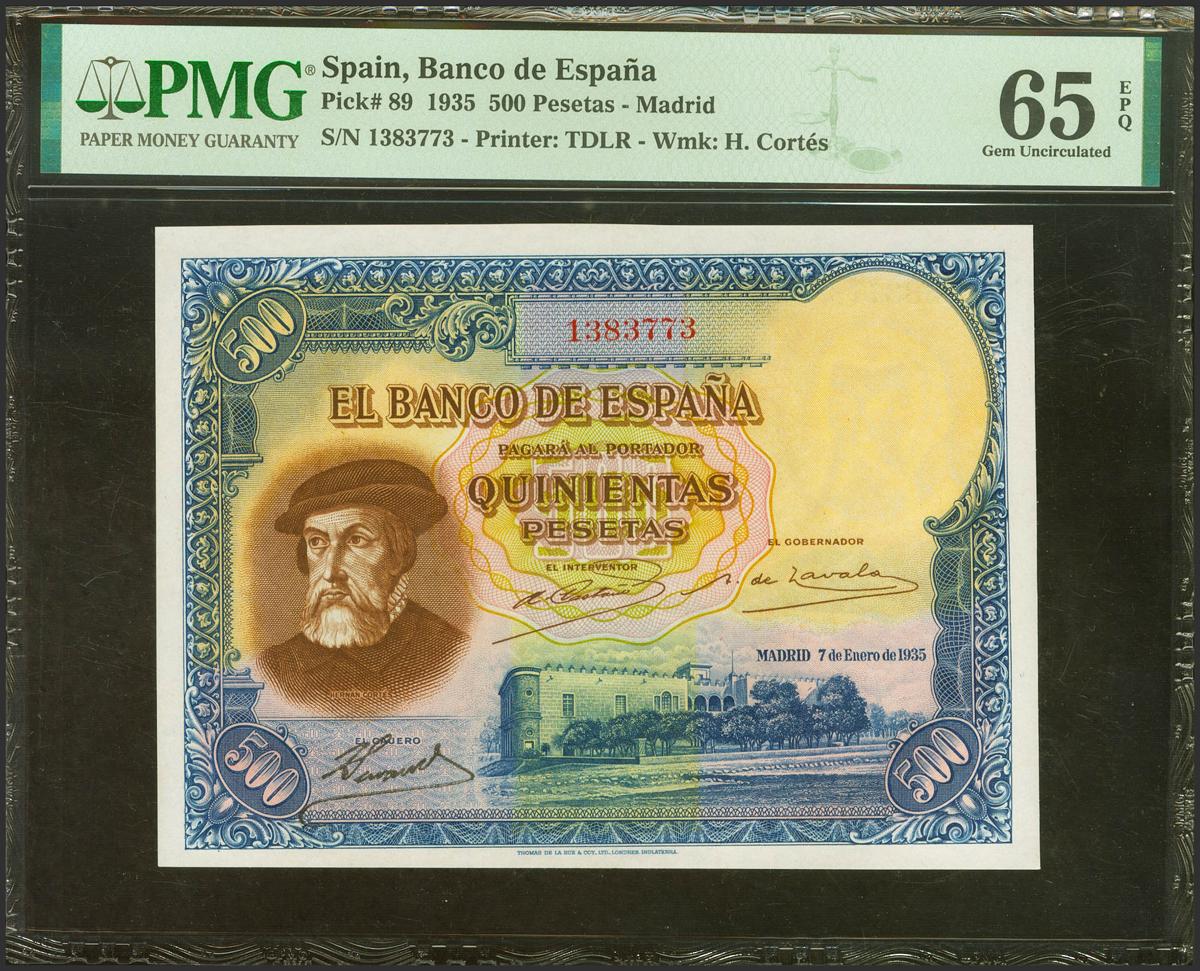 PMG®
PAPER MONEY GUARANTY
Spain, Banco de España
Pick# 89 1935 500 Pesetas - Madrid
S/N 1383773 - Printer: TDLR - Wmk: H. Cortés
65 EPQ
Gem Uncirculated
500
1383773
EL BANCO DE ESPAÑA
PAGARÁ AL PORTADOR
QUINIENTAS
PESETAS
EL GOBERNADOR
EL INTERVENTOR
A. de Zavala
MADRID 7 de Enero de 1935
HERNAN CORTES
EL CAJERO
500
500
THOMAS DE LA RUE & COY, LTD, LONDRES, INGLATERRA.